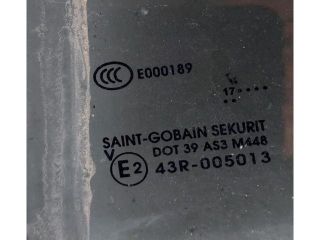 CCC E000189
17
SAINT-GOBAIN SEKURIT
V DOT 39 AS3 M448
E2 43R-005013